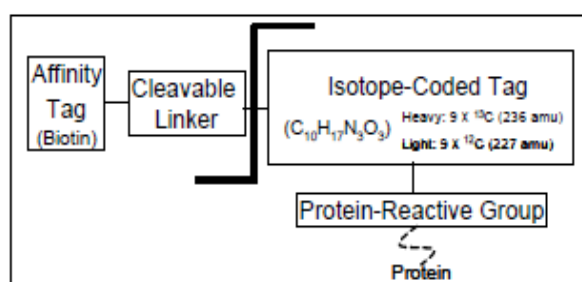 Affinity
Tag
(Biotin)
Cleavable
Linker
Isotope-Coded Tag
(C₁₀H₁₇N₃O₃)
Heavy: 9 X ¹³C (236 amu)
Light: 9 X ¹²C (227 amu)
Protein-Reactive Group
Protein